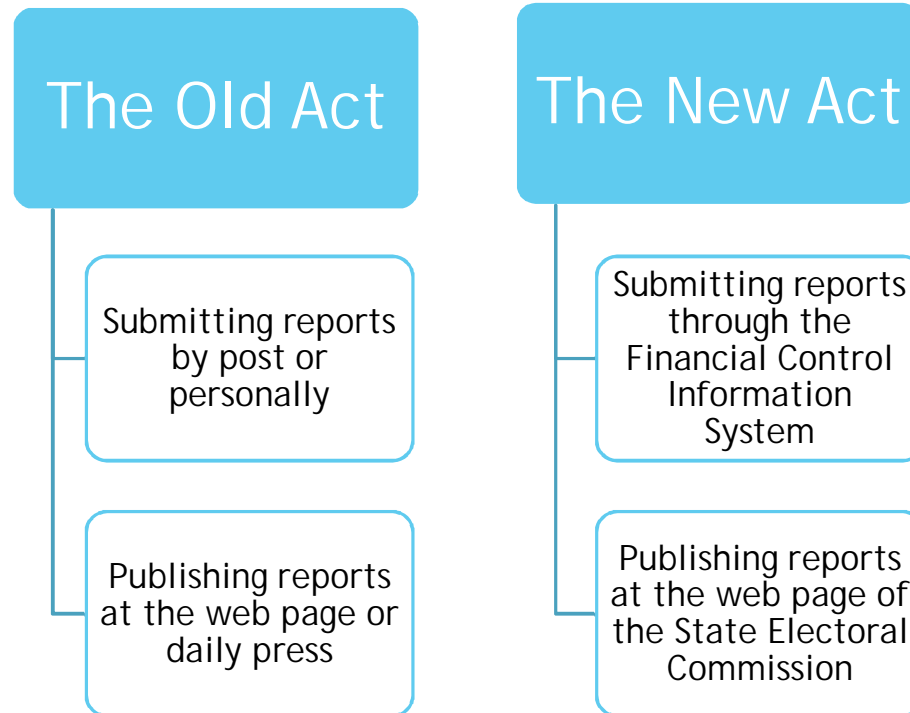 The Old Act
Submitting reports
by post or
personally
Publishing reports
at the web page or
daily press
The New Act
Submitting reports
through the
Financial Control
Information
System
Publishing reports
at the web page of
the State Electoral
Commission